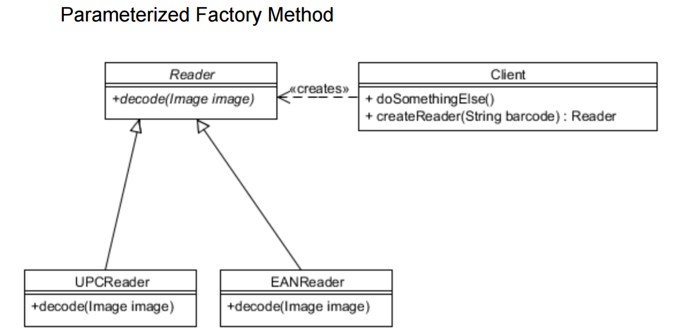 Parameterized Factory Method
Reader
+decode(Image image)
«creates»
Client
+ doSomethingElse()
+ createReader(String barcode) : Reader
UPCReader
+decode(Image image)
EANReader
+decode(Image image)